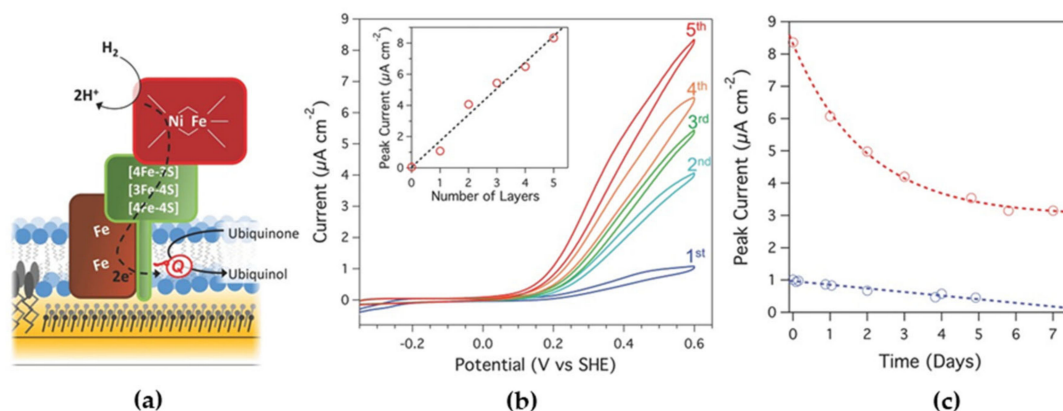 H2
2H+
Ni Fe
[4Fe-3S]
[3Fe-4S]
[4Fe-4S]
Fe
Fe
2e-
Q
Ubiquinone
Ubiquinol
(a)
9
8
7
6
5
4
3
2
1
0
Current (µA cm-2)
-0.2
0.0
0.2
0.4
0.6
Potential (V vs SHE)
8
6
4
2
0
Peak Current (µA cm-2)
0 1 2 3 4 5
Number of Layers
5th
4th
3rd
2nd
1st
(b)
9
8
7
6
5
4
3
2
1
0
Peak Current (µA cm-2)
0 1 2 3 4 5 6 7
Time (Days)
(c)